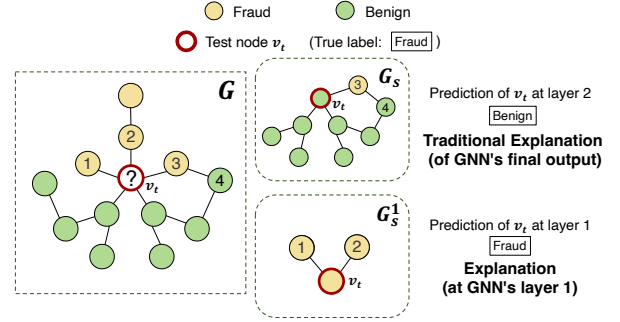 Fraud Benign
Test node v_t (True label: Fraud )
G
2
1
3
?
v_t
4
G_s
3
v_t
4
Prediction of v_t at layer 2
Benign
Traditional Explanation
(of GNN's final output)
G_s^1
1
2
v_t
Prediction of v_t at layer 1
Fraud
Explanation
(at GNN's layer 1)